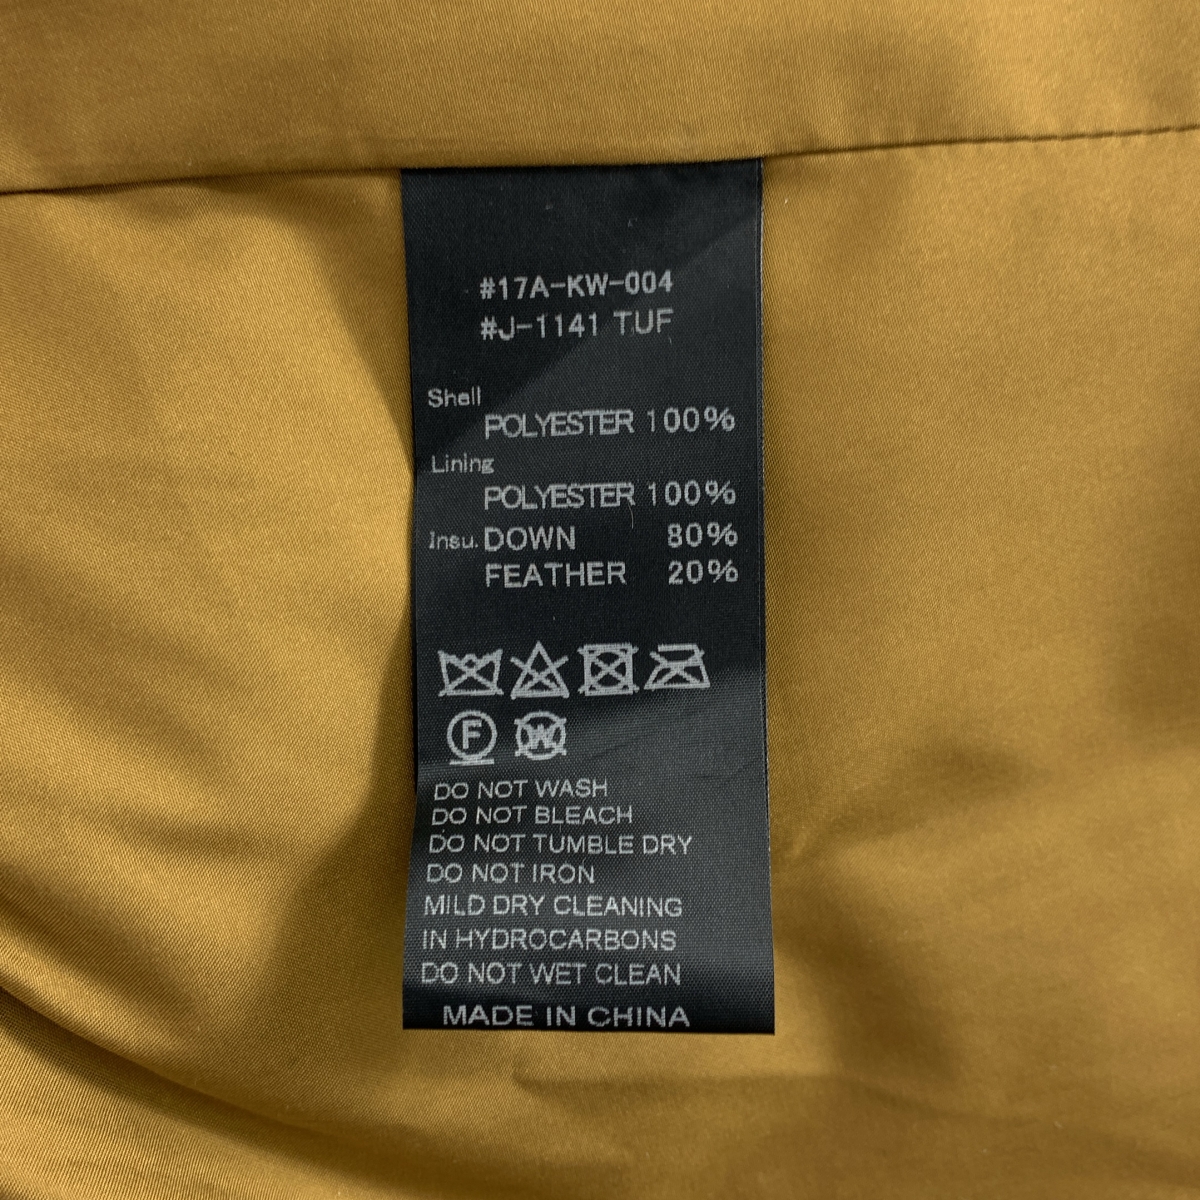 #17A-KW-004
#J-1141 TUF
Shell
POLYESTER 100%
Lining
POLYESTER 100%
Insu. DOWN 80%
FEATHER 20%
F W
DO NOT WASH
DO NOT BLEACH
DO NOT TUMBLE DRY
DO NOT IRON
MILD DRY CLEANING
IN HYDROCARBONS
DO NOT WET CLEAN
MADE IN CHINA